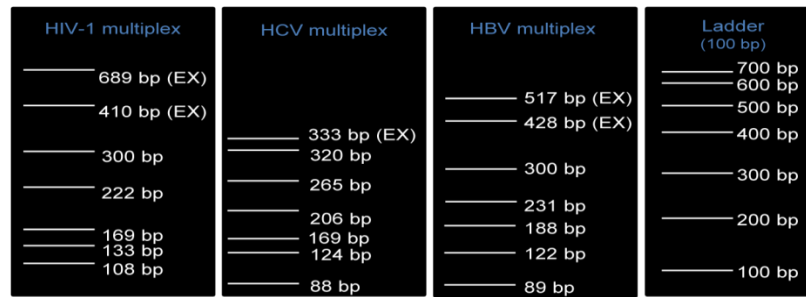 HIV-1 multiplex
689 bp (EX)
410 bp (EX)
300 bp
222 bp
169 bp
133 bp
108 bp
HCV multiplex
333 bp (EX)
320 bp
265 bp
206 bp
169 bp
124 bp
88 bp
HBV multiplex
517 bp (EX)
428 bp (EX)
300 bp
231 bp
188 bp
122 bp
89 bp
Ladder
(100 bp)
700 bp
600 bp
500 bp
400 bp
300 bp
200 bp
100 bp